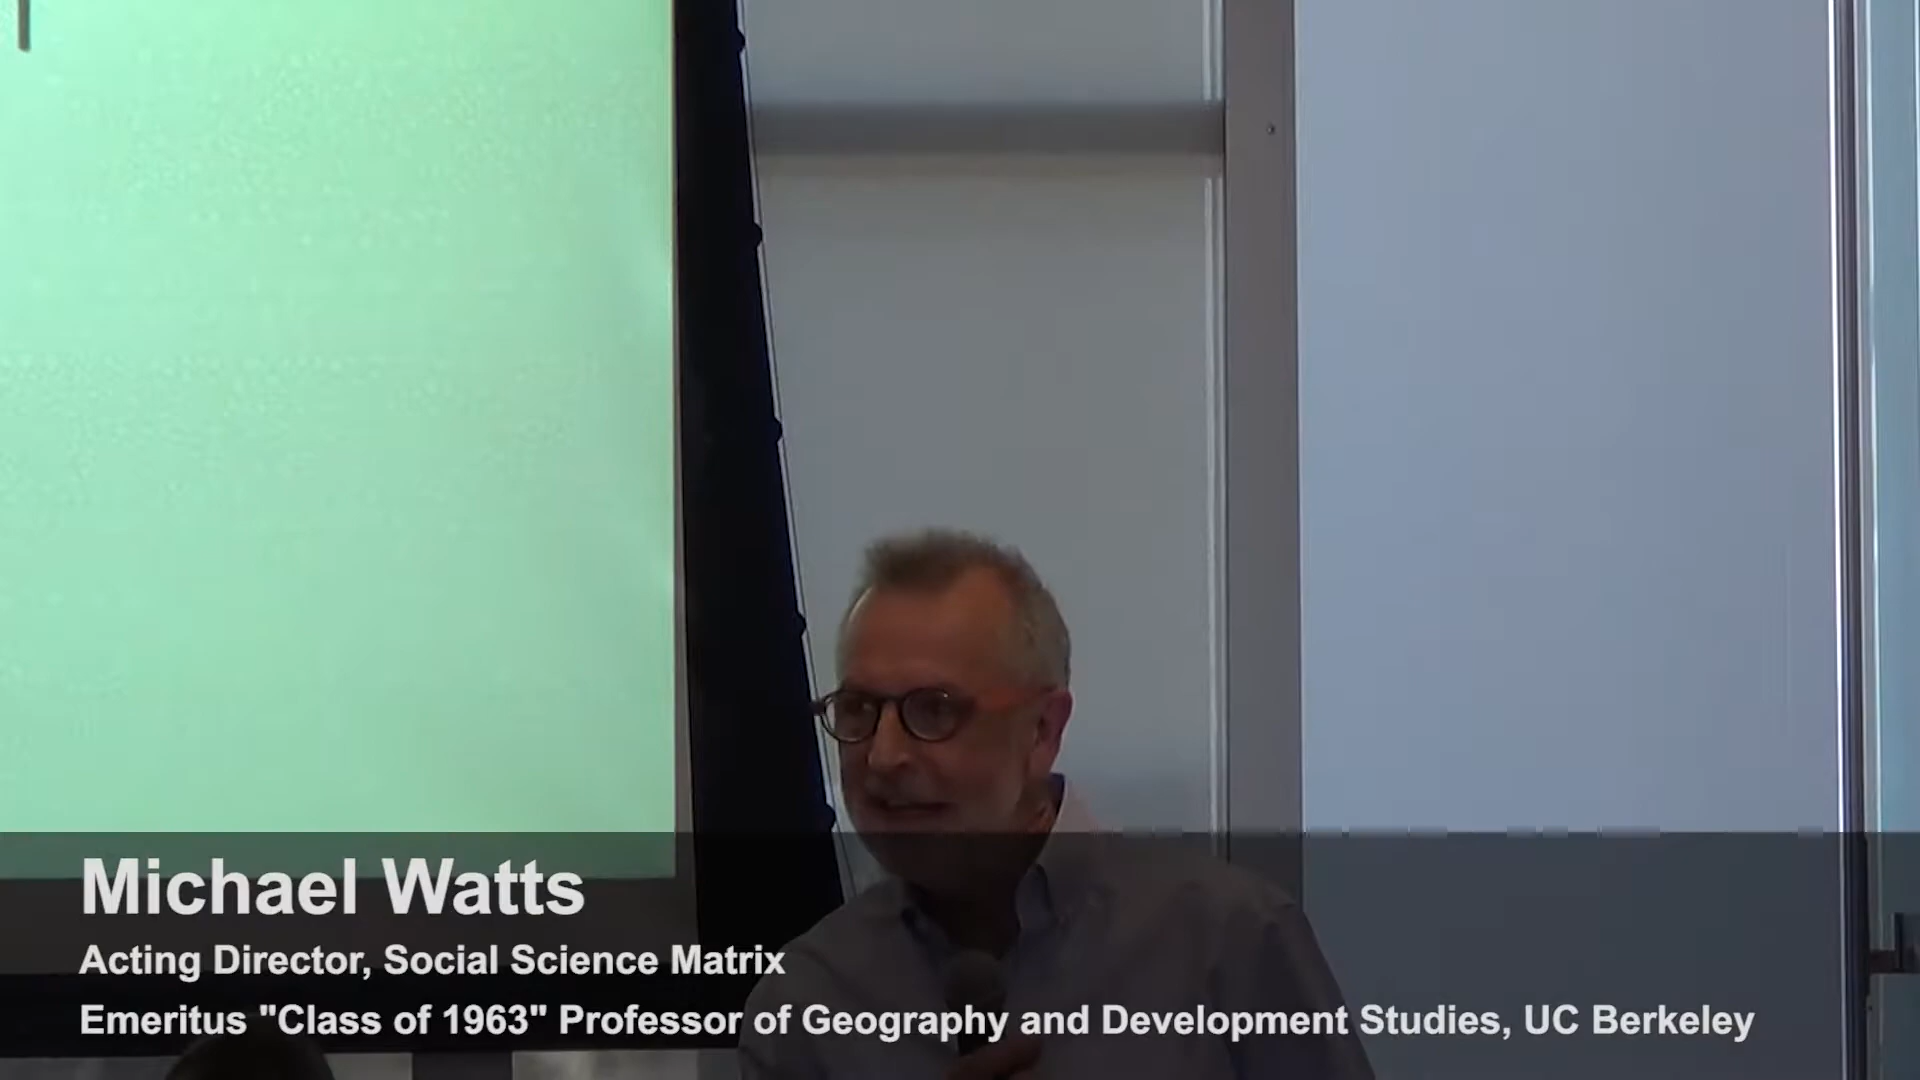 Michael Watts
Acting Director, Social Science Matrix
Emeritus "Class of 1963" Professor of Geography and Development Studies, UC Berkeley